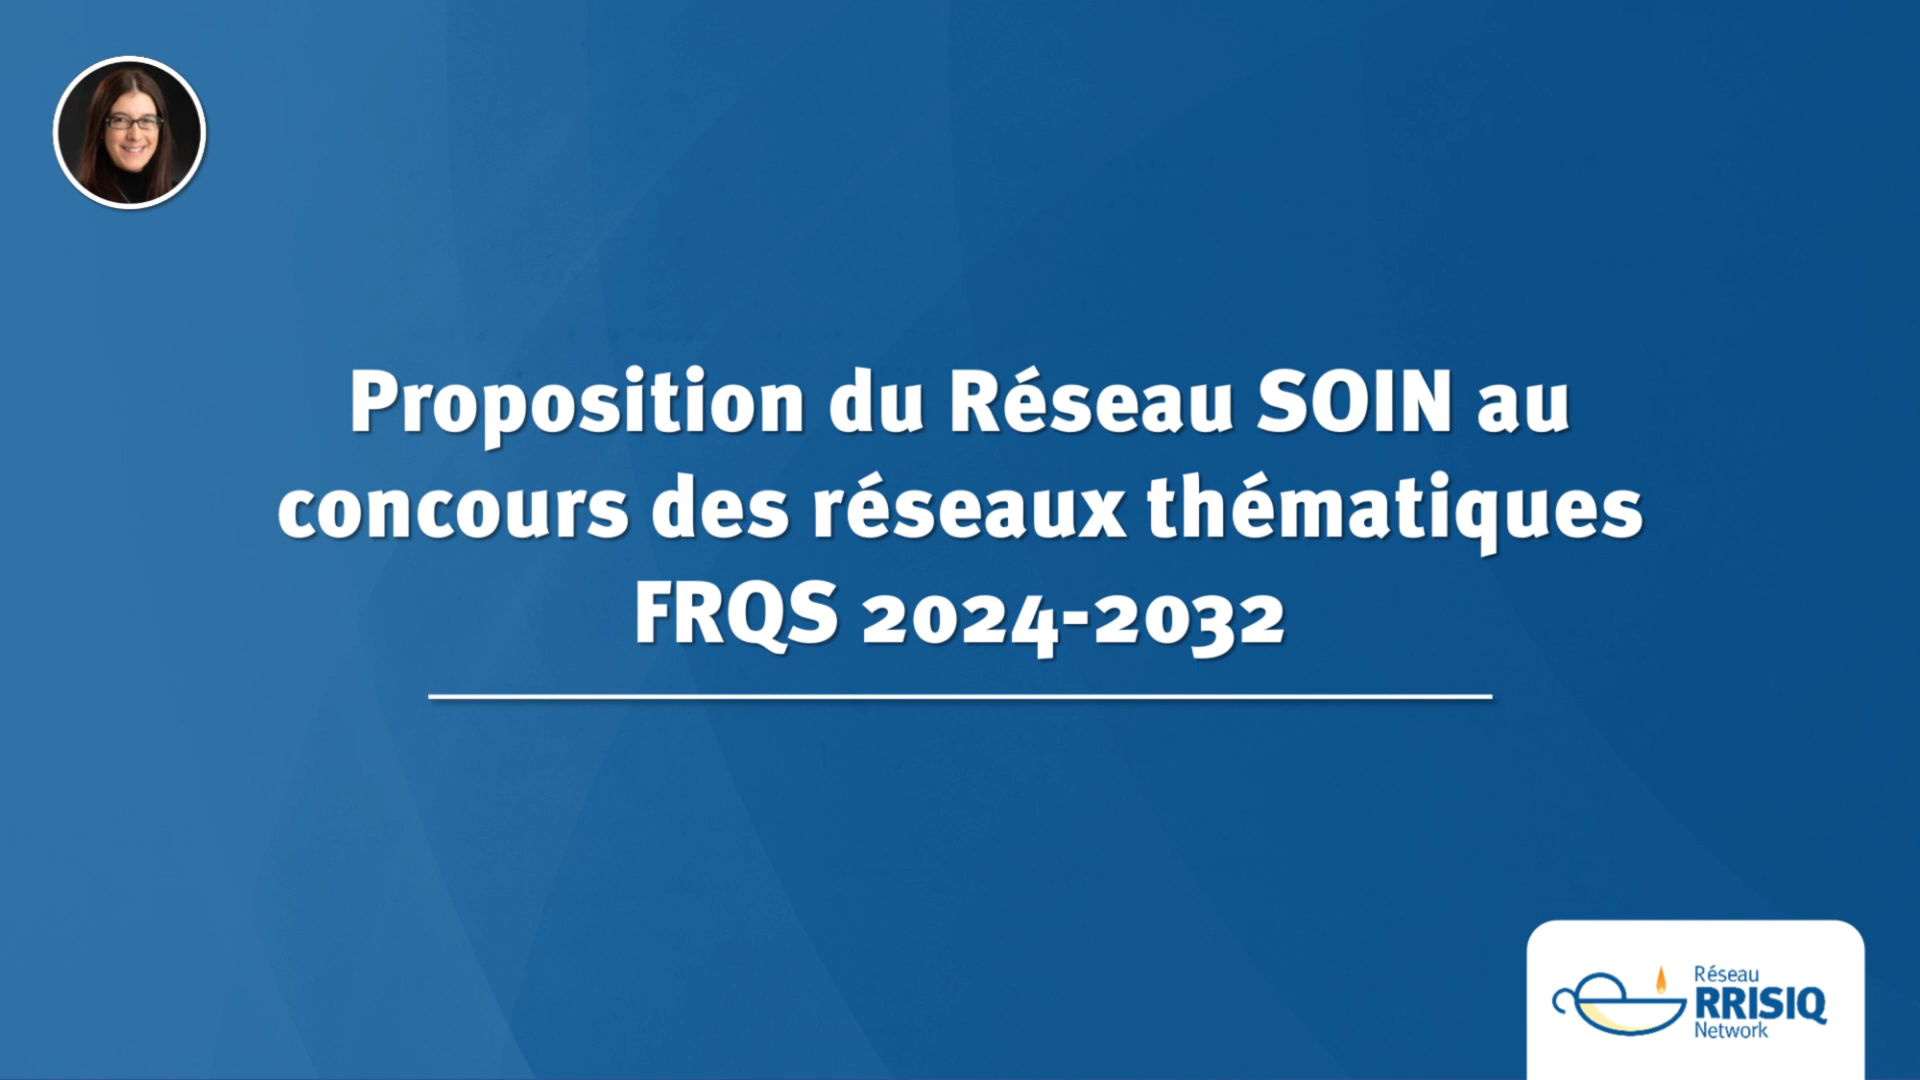 Proposition du Réseau SOIN au
concours des réseaux thématiques
FRQS 2024-2032
Réseau
RRISIQ
Network